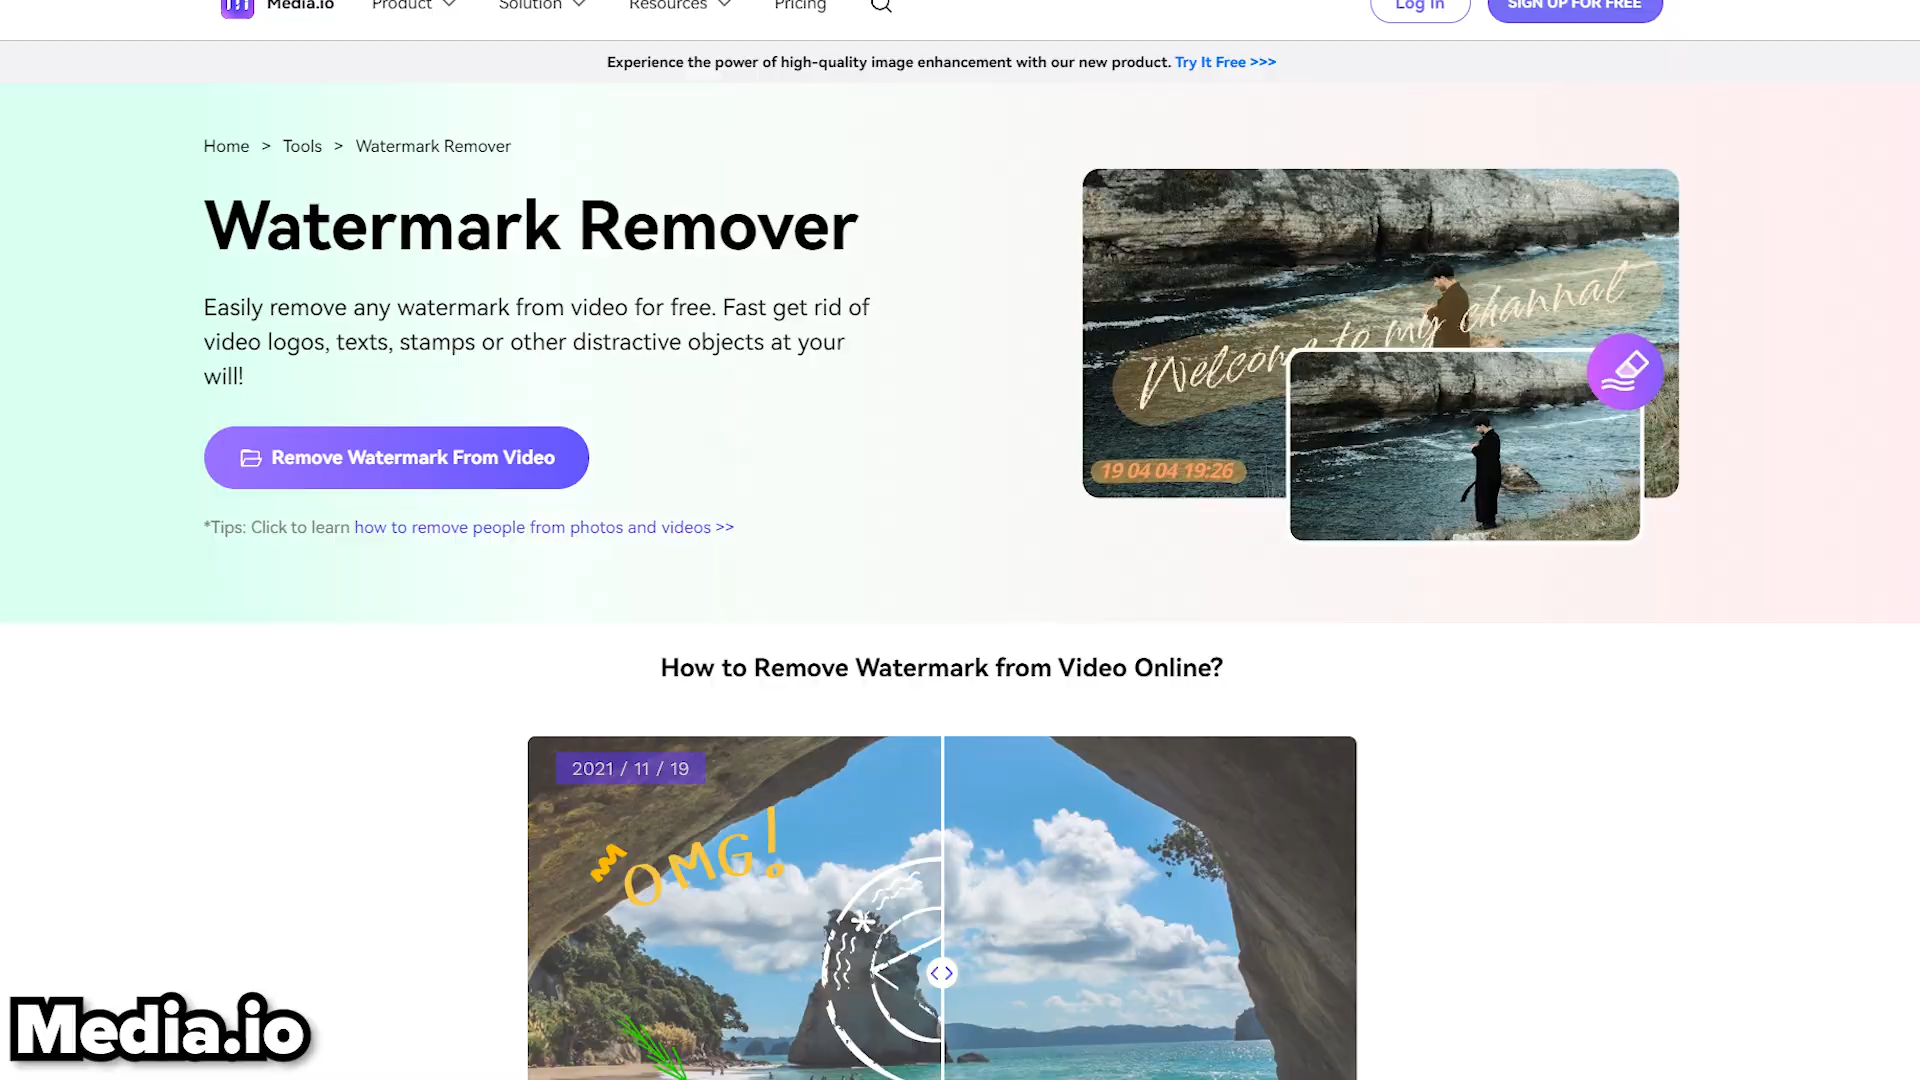 Media.io
Product
Solution
Resources
Pricing
Log In
SIGN UP FOR FREE
Experience the power of high-quality image enhancement with our new product. Try It Free >>>
Home > Tools > Watermark Remover
Watermark Remover
Easily remove any watermark from video for free. Fast get rid of
video logos, texts, stamps or other distractive objects at your
will!
Remove Watermark From Video
*Tips: Click to learn how to remove people from photos and videos >>
Welcome to my channal
19 04 04 19:26
How to Remove Watermark from Video Online?
2021 / 11 / 19
OMG!
Media.io